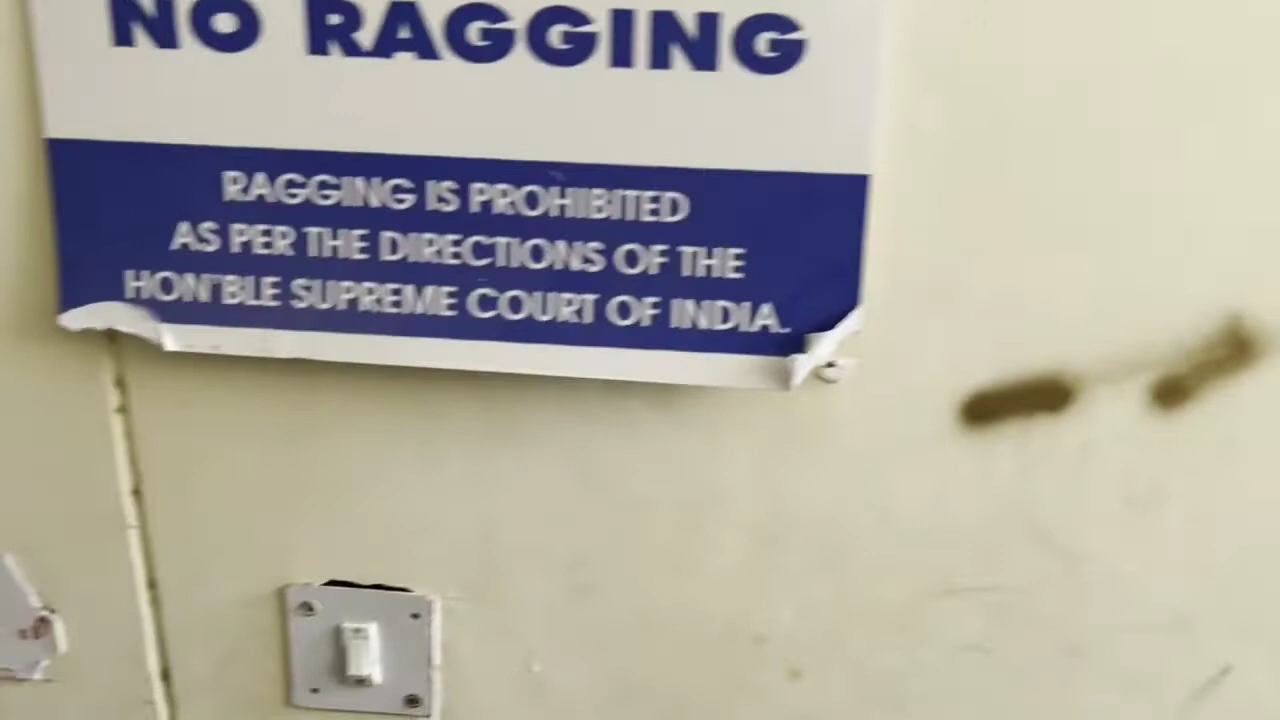 NO RAGGING
RAGGING IS PROHIBITED
AS PER THE DIRECTIONS OF THE
HON'BLE SUPREME COURT OF INDIA.